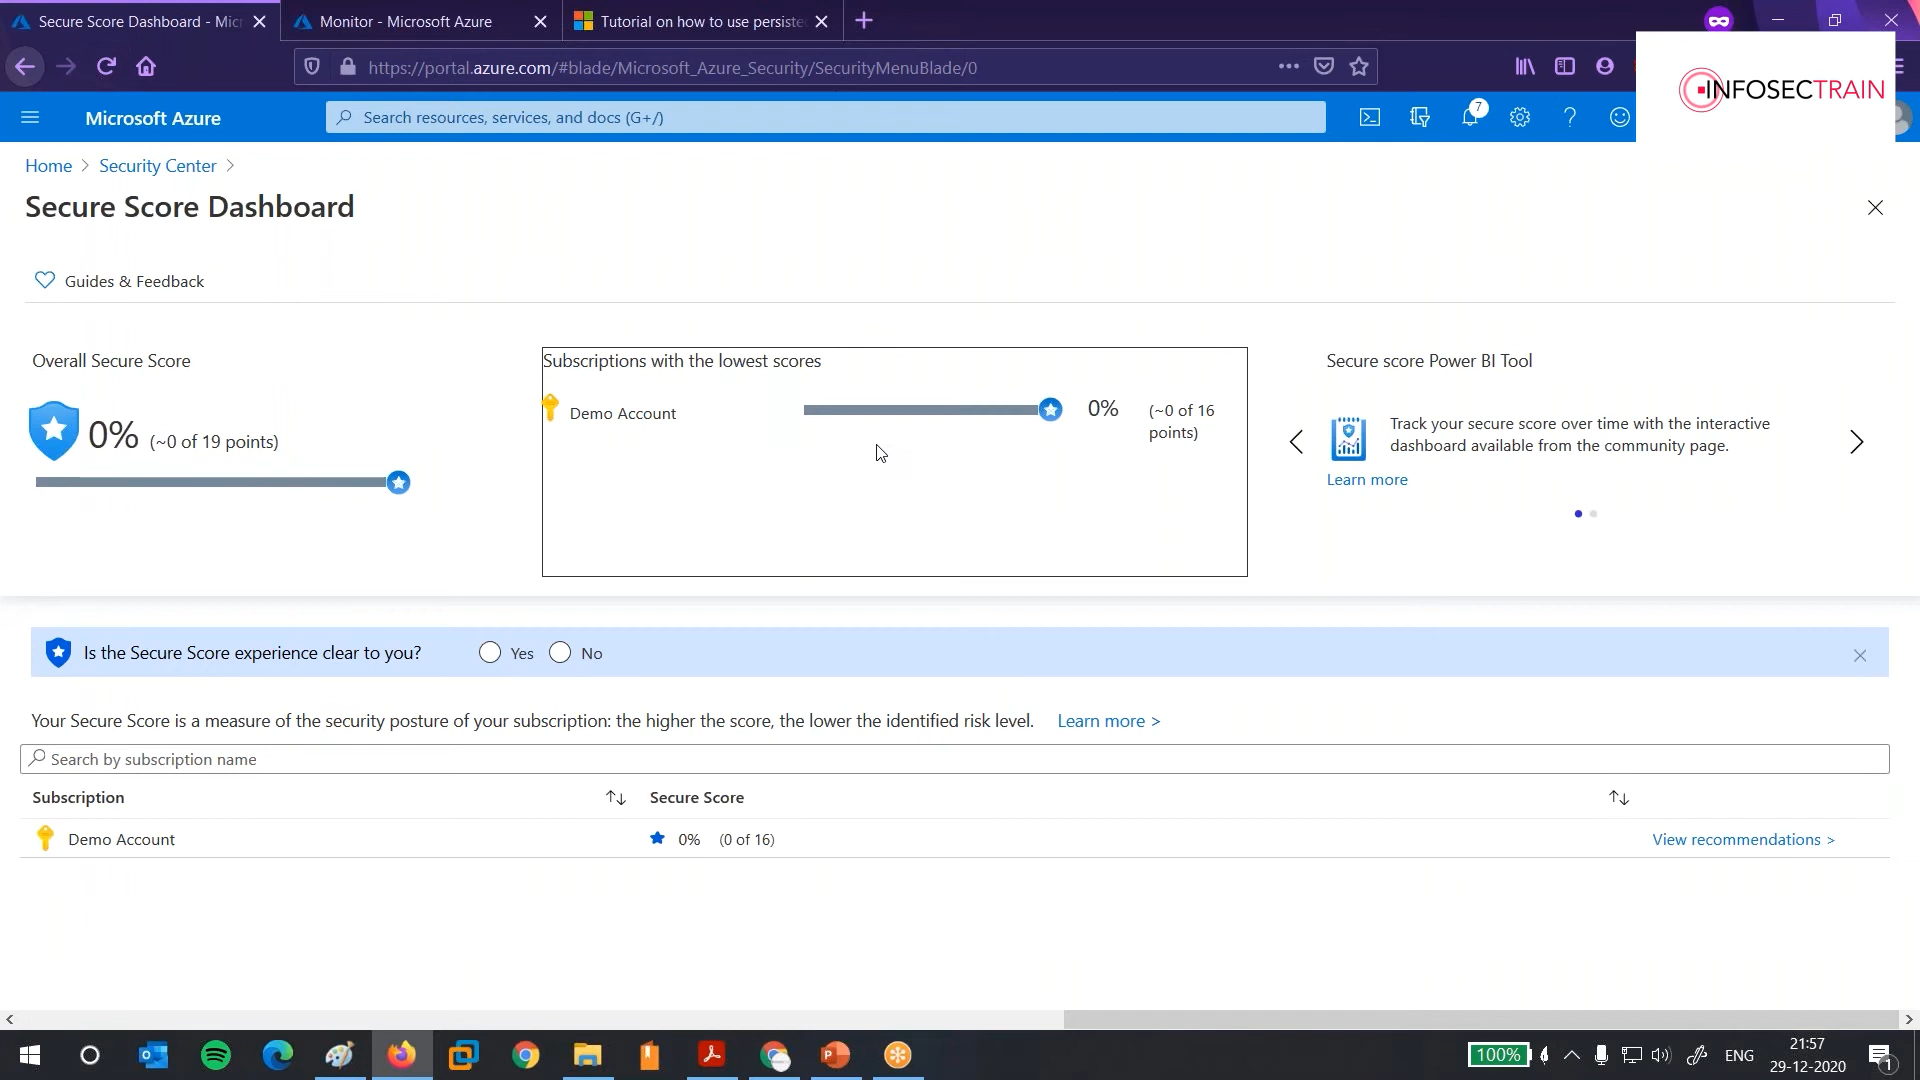 Secure Score Dashboard - Mic
Monitor - Microsoft Azure
Tutorial on how to use persiste
https://portal.azure.com/#blade/Microsoft_Azure_Security/SecurityMenuBlade/0
INFOSECTRAIN
Microsoft Azure
Search resources, services, and docs (G+/)
7
Home > Security Center >
Secure Score Dashboard
Guides & Feedback
Overall Secure Score
0% (~0 of 19 points)
Subscriptions with the lowest scores
Demo Account
0%
(~0 of 16
points)
Secure score Power BI Tool
Track your secure score over time with the interactive
dashboard available from the community page.
Learn more
Is the Secure Score experience clear to you?
Yes
No
Your Secure Score is a measure of the security posture of your subscription: the higher the score, the lower the identified risk level. Learn more >
Search by subscription name
Subscription
Secure Score
Demo Account
0% (0 of 16)
View recommendations >
100%
ENG
21:57
29-12-2020
1